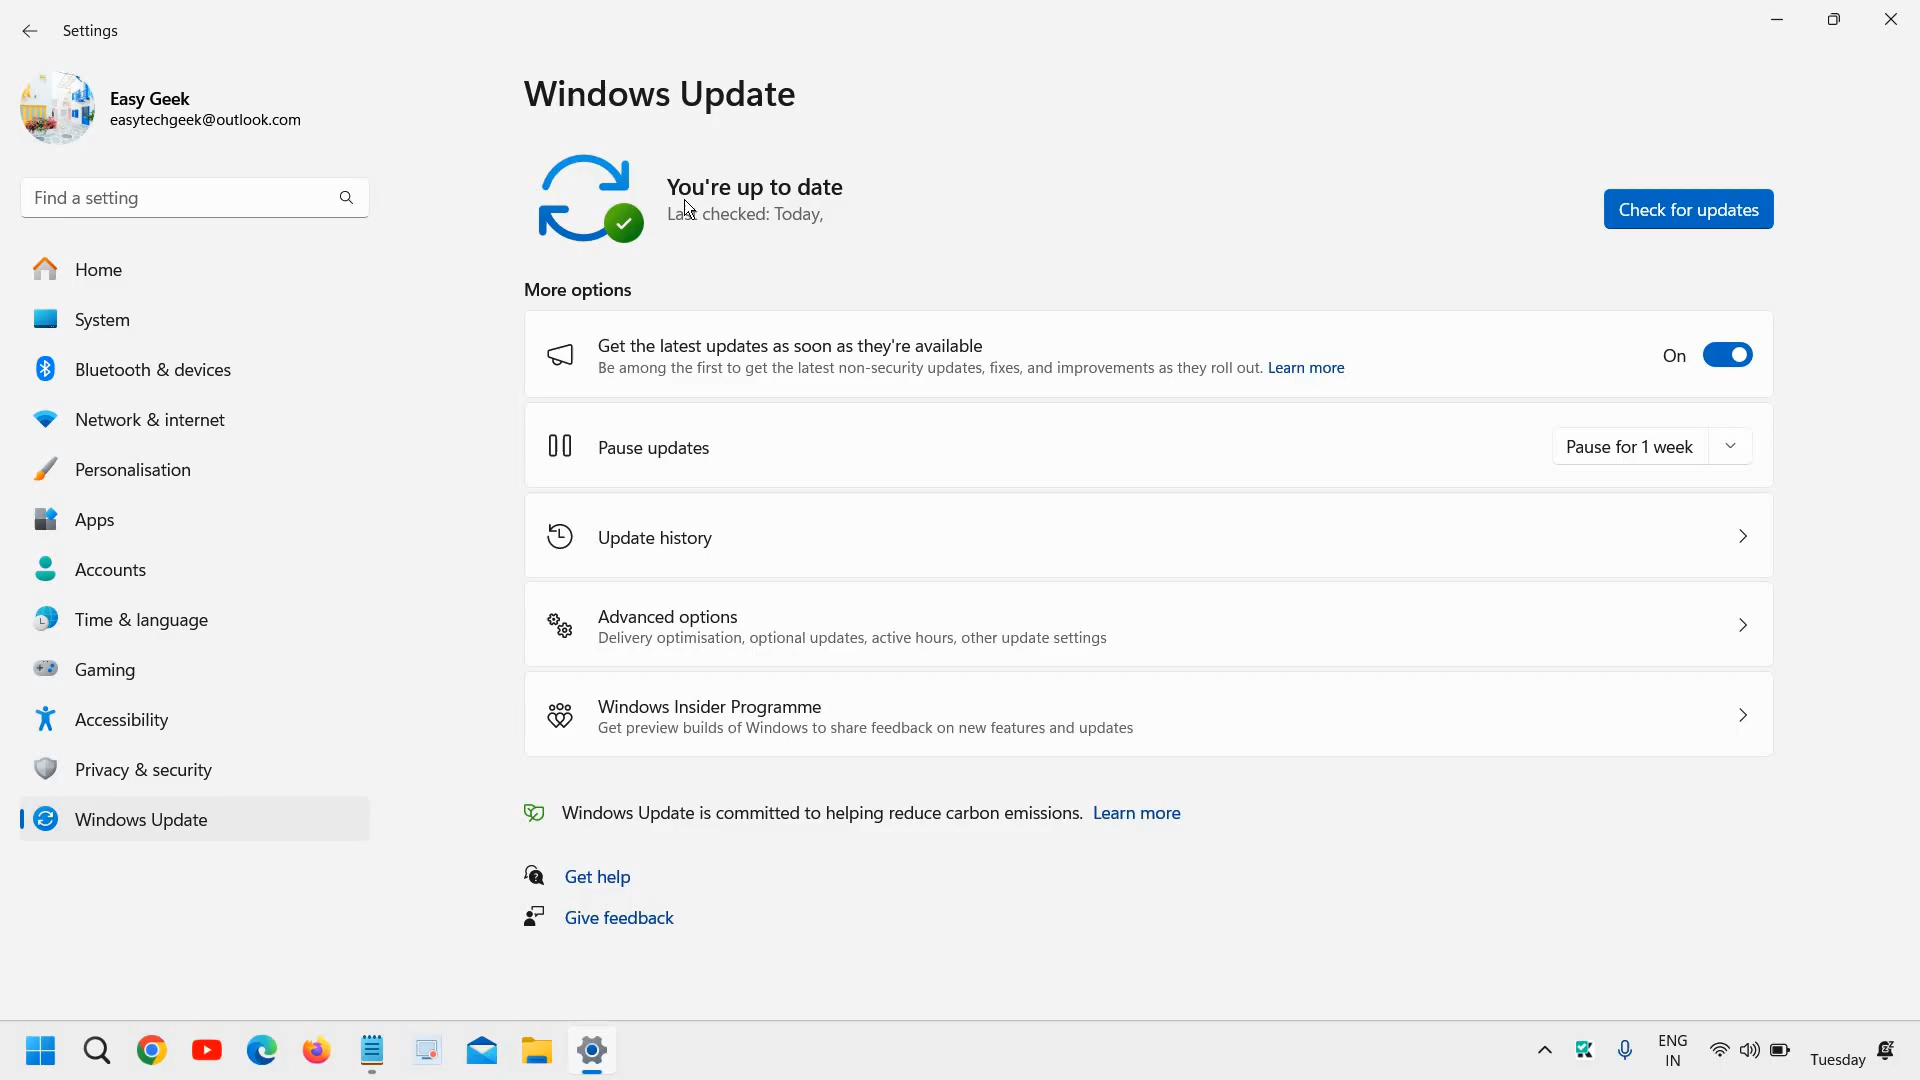 Settings
Easy Geek
easytechgeek@outlook.com
Find a setting
Home
System
Bluetooth & devices
Network & internet
Personalisation
Apps
Accounts
Time & language
Gaming
Accessibility
Privacy & security
Windows Update
Windows Update
You're up to date
Last checked: Today,
Check for updates
More options
Get the latest updates as soon as they're available
Be among the first to get the latest non-security updates, fixes, and improvements as they roll out. Learn more
On
Pause updates
Pause for 1 week
Update history
Advanced options
Delivery optimisation, optional updates, active hours, other update settings
Windows Insider Programme
Get preview builds of Windows to share feedback on new features and updates
Windows Update is committed to helping reduce carbon emissions. Learn more
Get help
Give feedback
ENG
IN
Tuesday